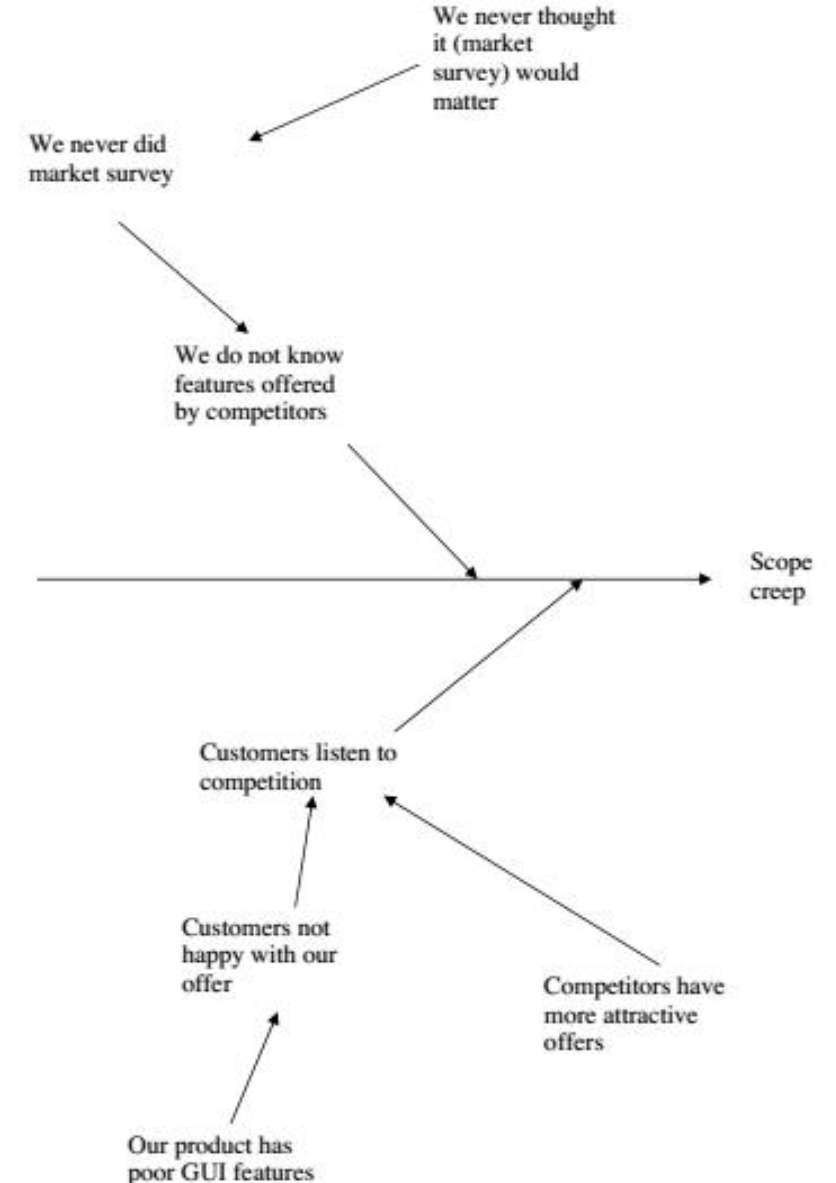 We never thought
it (market
survey) would
matter
We never did
market survey
We do not know
features offered
by competitors
Scope
creep
Customers listen to
competition
Customers not
happy with our
offer
Competitors have
more attractive
offers
Our product has
poor GUI features